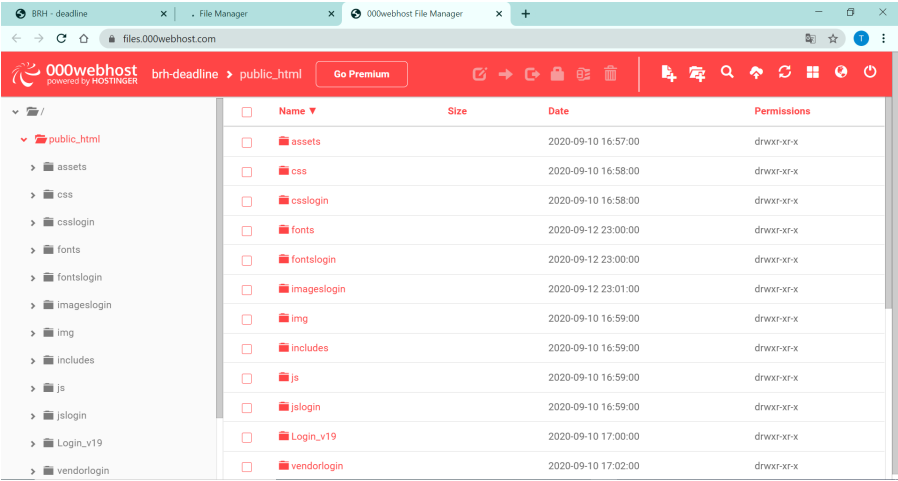 BRH - deadline
. File Manager
000webhost File Manager
files.000webhost.com
000webhost
powered by HOSTINGER
brh-deadline > public_html
Go Premium
T
/
public_html
assets
css
csslogin
fonts
fontslogin
imageslogin
img
includes
js
jslogin
Login_v19
vendorlogin
Name Size Date Permissions
assets 2020-09-10 16:57:00 drwxr-xr-x
css 2020-09-10 16:58:00 drwxr-xr-x
csslogin 2020-09-10 16:58:00 drwxr-xr-x
fonts 2020-09-12 23:00:00 drwxr-xr-x
fontslogin 2020-09-12 23:00:00 drwxr-xr-x
imageslogin 2020-09-12 23:01:00 drwxr-xr-x
img 2020-09-10 16:59:00 drwxr-xr-x
includes 2020-09-10 16:59:00 drwxr-xr-x
js 2020-09-10 16:59:00 drwxr-xr-x
jslogin 2020-09-10 16:59:00 drwxr-xr-x
Login_v19 2020-09-10 17:00:00 drwxr-xr-x
vendorlogin 2020-09-10 17:02:00 drwxr-xr-x